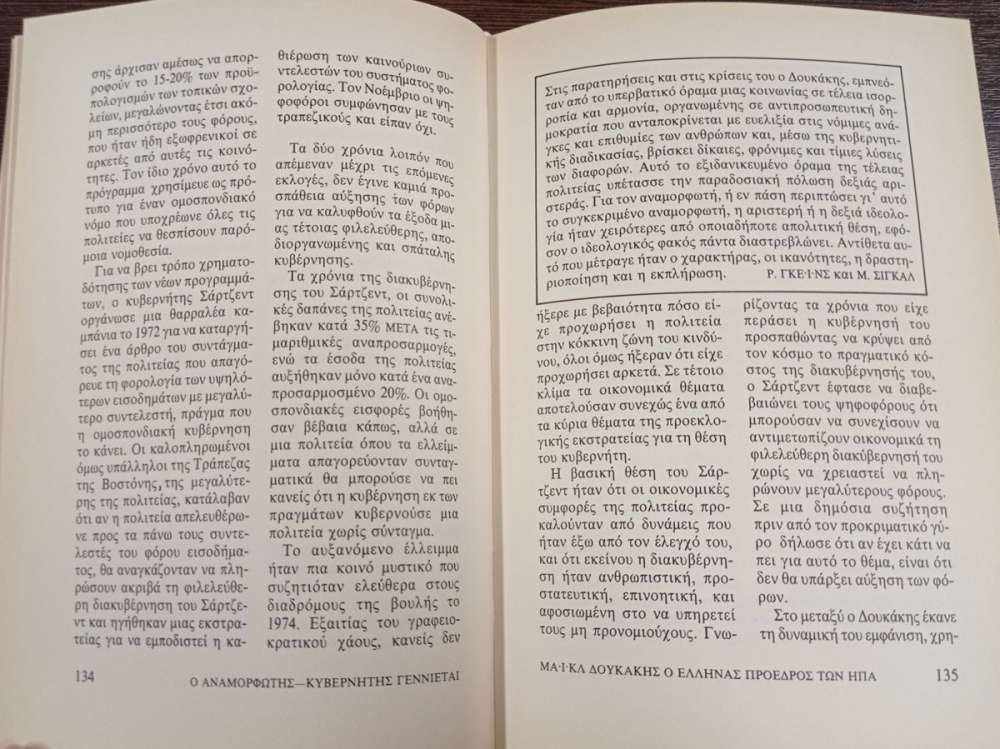 σης άρχισαν αμέσως να απορ-
ροφούν το 15-20% των προϋ-
πολογισμών των τοπικών σχο-
λείων, μεγαλώνοντας έτσι ακό-
μη περισσότερο τους φόρους,
που ήταν ήδη εξωφρενικοί σε
αρκετές από αυτές τις κοινό-
τητες. Τον ίδιο χρόνο αυτό το
πρόγραμμα χρησίμευε ως πρό-
τυπο για έναν ομοσπονδιακό
νόμο που υποχρέωνε όλες τις
πολιτείες να θεσπίσουν παρό-
μοια νομοθεσία.
Για να βρει τρόπο χρηματο-
δότησης των νέων προγραμμά-
των, ο κυβερνήτης Σάρτζεντ
οργάνωσε μια θαρραλέα κα-
μπάνια το 1972 για να καταργή-
σει ένα άρθρο του συντάγμα-
τος της πολιτείας που απαγό-
ρευε τη φορολογία των υψηλό-
τερων εισοδημάτων με μεγαλύ-
τερο συντελεστή, πράγμα που
η ομοσπονδιακή κυβέρνηση
το κάνει. Οι καλοπληρωμένοι
όμως υπάλληλοι της Τράπεζας
της Βοστόνης, της μεγαλύτε-
ρης της πολιτείας, κατάλαβαν
ότι αν η πολιτεία απελευθέρω-
νε προς τα πάνω τους συντε-
λεστές του φόρου εισοδήμα-
τος, θα αναγκάζονταν να πλη-
ρώσουν ακριβά τη φιλελεύθε-
ρη διακυβέρνηση του Σάρτζε-
ντ και ηγήθηκαν μιας εκστρα-
τείας για να εμποδιστεί η κα-
θιέρωση των καινούριων συ-
ντελεστών του συστήματος φο-
ρολογίας. Τον Νοέμβριο οι ψη-
φοφόροι συμφώνησαν με τους
τραπεζικούς και είπαν όχι.
Τα δύο χρόνια λοιπόν που
απέμεναν μέχρι τις επόμενες
εκλογές, δεν έγινε καμιά προ-
σπάθεια αύξησης των φόρων
για να καλυφθούν τα έξοδα μι-
ας τέτοιας φιλελεύθερης, απο-
διοργανωμένης και σπάταλης
κυβέρνησης.
Τα χρόνια της διακυβέρνη-
σης του Σάρτζεντ, οι συνολι-
κές δαπάνες της πολιτείας ανέ-
βηκαν κατά 35% ΜΕΤΑ τις τι-
μαριθμικές αναπροσαρμογές,
ενώ τα έσοδα της πολιτείας
αυξήθηκαν μόνο κατά ένα ανα-
προσαρμοσμένο 20%. Οι ομο-
σπονδιακές εισφορές βοήθη-
σαν βέβαια κάπως, αλλά σε
μια πολιτεία όπου τα ελλείμ-
ματα απαγορεύονταν συνταγ-
ματικά θα μπορούσε να πει
κανείς ότι η κυβέρνηση εκ των
πραγμάτων κυβερνούσε μια
πολιτεία χωρίς σύνταγμα.
Το αυξανόμενο έλλειμμα
ήταν πια κοινό μυστικό που
συζητιόταν ελεύθερα στους
διαδρόμους της βουλής το
1974. Εξαιτίας του γραφειο-
κρατικού χάους, κανείς δεν
134
Ο ΑΝΑΜΟΡΦΩΤΗΣ—ΚΥΒΕΡΝΗΤΗΣ ΓΕΝΝΙΕΤΑΙ
Στις παρατηρήσεις και στις κρίσεις του ο Δουκάκης, εμπνεό-
ταν από το υπερβατικό όραμα μιας κοινωνίας σε τέλεια ισορ-
ροπία και αρμονία, οργανωμένης σε αντιπροσωπευτική δη-
μοκρατία που ανταποκρίνεται με ευελιξία στις νόμιμες ανά-
γκες και επιθυμίες των ανθρώπων και, μέσω της κυβερνητι-
κής διαδικασίας, βρίσκει δίκαιες, φρόνιμες και τίμιες λύσεις
των διαφορών. Αυτό το εξιδανικευμένο όραμα της τέλειας
πολιτείας υπέτασσε την παραδοσιακή πόλωση δεξιάς αρι-
στεράς. Για τον αναμορφωτή, ή εν πάση περιπτώσει γι' αυτό
το συγκεκριμένο αναμορφωτή, η αριστερή ή η δεξιά ιδεολο-
γία ήταν χειρότερες από οποιαδήποτε απολιτική θέση, εφό-
σον ο ιδεολογικός φακός πάντα διαστρεβλώνει. Αντίθετα αυ-
τό που μέτραγε ήταν ο χαρακτήρας, οι ικανότητες, η δραστη-
ριοποίηση και η εκπλήρωση. Ρ. ΓΚΕ·Ι·ΝΣ και Μ. ΣΙΓΚΑΛ
ήξερε με βεβαιότητα πόσο εί-
χε προχωρήσει η πολιτεία
στην κόκκινη ζώνη του κινδύ-
νου, όλοι όμως ήξεραν ότι είχε
προχωρήσει αρκετά. Σε τέτοιο
κλίμα τα οικονομικά θέματα
αποτελούσαν συνεχώς ένα από
τα κύρια θέματα της προεκλο-
γικής εκστρατείας για τη θέση
του κυβερνήτη.
Η βασική θέση του Σάρ-
τζεντ ήταν ότι οι οικονομικές
συμφορές της πολιτείας προ-
καλούνταν από δυνάμεις που
ήταν έξω από τον έλεγχό του,
και ότι εκείνου η διακυβέρνη-
ση ήταν ανθρωπιστική, προ-
στατευτική, επινοητική, και
αφοσιωμένη στο να υπηρετεί
τους μη προνομιούχους. Γνω-
ρίζοντας τα χρόνια που είχε
περάσει η κυβέρνησή του
προσπαθώντας να κρύψει από
τον κόσμο το πραγματικό κό-
στος της διακυβέρνησής του,
ο Σάρτζεντ έφτασε να διαβε-
βαιώνει τους ψηφοφόρους ότι
μπορούσαν να συνεχίσουν να
αντιμετωπίζουν οικονομικά τη
φιλελεύθερη διακύβερνησή του
χωρίς να χρειαστεί να πλη-
ρώνουν μεγαλύτερους φόρους.
Σε μια δημόσια συζήτηση
πριν από τον προκριματικό γύ-
ρο δήλωσε ότι αν έχει κάτι να
πει για αυτό το θέμα, είναι ότι
δεν θα υπάρξει αύξηση των φό-
ρων.
Στο μεταξύ ο Δουκάκης έκανε
τη δυναμική του εμφάνιση, χρη-
ΜΑ·Ι·ΚΛ ΔΟΥΚΑΚΗΣ Ο ΕΛΛΗΝΑΣ ΠΡΟΕΔΡΟΣ ΤΩΝ ΗΠΑ
135